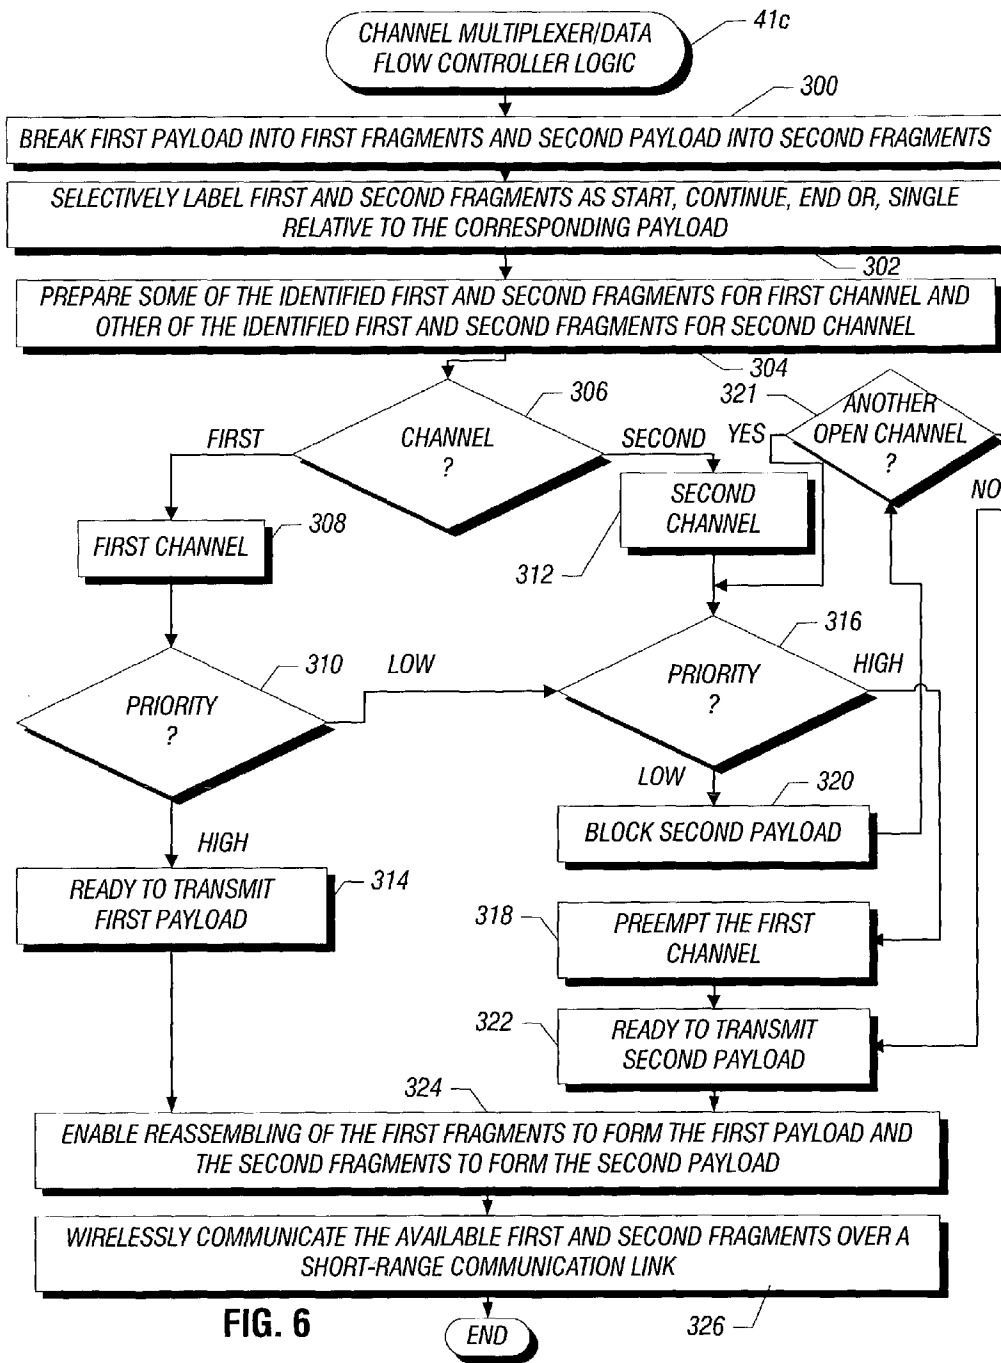 CHANNEL MULTIPLEXER/DATA
FLOW CONTROLLER LOGIC
41c
300
BREAK FIRST PAYLOAD INTO FIRST FRAGMENTS AND SECOND PAYLOAD INTO SECOND FRAGMENTS
SELECTIVELY LABEL FIRST AND SECOND FRAGMENTS AS START, CONTINUE, END OR, SINGLE
RELATIVE TO THE CORRESPONDING PAYLOAD
302
PREPARE SOME OF THE IDENTIFIED FIRST AND SECOND FRAGMENTS FOR FIRST CHANNEL AND
OTHER OF THE IDENTIFIED FIRST AND SECOND FRAGMENTS FOR SECOND CHANNEL
304
306
CHANNEL
?
FIRST
SECOND
321
ANOTHER
OPEN CHANNEL
?
YES
NO
FIRST CHANNEL
308
SECOND
CHANNEL
312
310
PRIORITY
?
LOW
316
PRIORITY
?
HIGH
LOW
320
BLOCK SECOND PAYLOAD
HIGH
READY TO TRANSMIT
FIRST PAYLOAD
314
318
PREEMPT THE FIRST
CHANNEL
322
READY TO TRANSMIT
SECOND PAYLOAD
324
ENABLE REASSEMBLING OF THE FIRST FRAGMENTS TO FORM THE FIRST PAYLOAD AND
THE SECOND FRAGMENTS TO FORM THE SECOND PAYLOAD
WIRELESSLY COMMUNICATE THE AVAILABLE FIRST AND SECOND FRAGMENTS OVER A
SHORT-RANGE COMMUNICATION LINK
326
FIG. 6
END